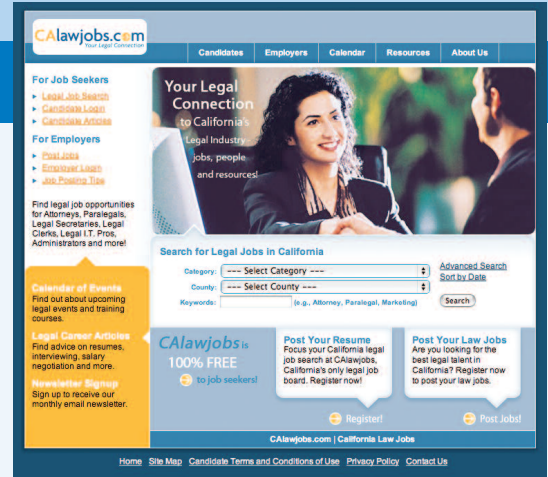 CAlawjobs.com
Your Legal Connection
Candidates Employers Calendar Resources About Us
For Job Seekers
Legal Job Search
Candidate Login
Candidate Articles
For Employers
Post Jobs
Employer Login
Job Posting Tips
Find legal job opportunities
for Attorneys, Paralegals,
Legal Secretaries, Legal
Clerks, Legal I.T. Pros,
Administrators and more!
Calendar of Events
Find out about upcoming
legal events and training
courses.
Legal Career Articles
Find advice on resumes,
interviewing, salary
negotiation and more.
Newsletter Signup
Sign up to receive our
monthly email newsletter.
Your Legal
Connection
to California's
Legal Industry-
jobs, people
and resources!
Search for Legal Jobs in California
Category: --- Select Category ---
County: --- Select County ---
Keywords: (e.g., Attorney, Paralegal, Marketing)
Advanced Search
Sort by Date
Search
CAlawjobs is
100% FREE
to job seekers!
Post Your Resume
Focus your California legal
job search at CAlawjobs,
California's only legal job
board. Register now!
Register!
Post Your Law Jobs
Are you looking for the
best legal talent in
California? Register now
to post your law jobs.
Post Jobs!
CAlawjobs.com | California Law Jobs
Home Site Map Candidate Terms and Conditions of Use Privacy Policy Contact Us